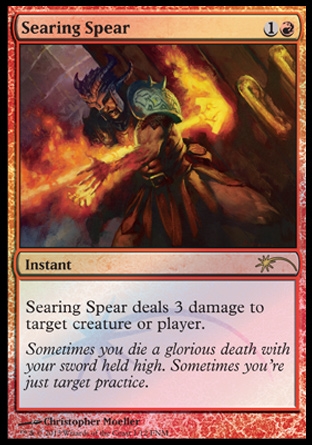 Searing Spear 1
Instant
Searing Spear deals 3 damage to
target creature or player.
Sometimes you die a glorious death with
your sword held high. Sometimes you're
just target practice.
Christopher Moeller